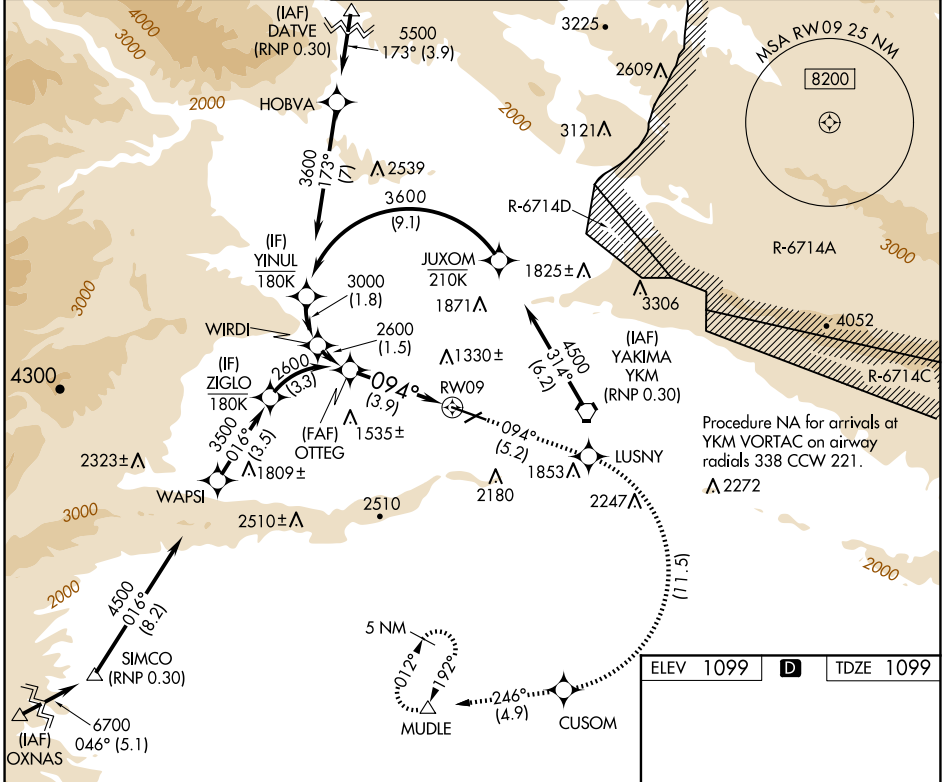 (IAF)
DATVE
(RNP 0.30)
5500
173° (3.9)
4000
3000
2000
HOBVA
3225
2609
3121
2000
MSA RW09 25 NM
8200
3600
173°
(7)
2539
3600
(9.1)
R-6714D
R-6714A
3000
(IF)
YINUL
180K
JUXOM
210K
1825±
1871
3306
3000
3000
(1.8)
WIRDI
2600
(1.5)
4052
R-6714C
4300
(IF)
ZIGLO
180K
2600
(3.3)
094°
(3.9)
1330±
RW09
4500
314°
(6.2)
(IAF)
YAKIMA
YKM
(RNP 0.30)
3500
016°
(3.5)
(FAF)
OTTEG
1535±
094°
(5.2)
LUSNY
Procedure NA for arrivals at
YKM VORTAC on airway
radials 338 CCW 221.
2272
2323±
1809±
WAPSI
1853
2180
2247
3000
2510±
2510
2000
2000
(11.5)
4500
016°
(8.2)
SIMCO
(RNP 0.30)
5 NM
012°
192°
MUDLE
246°
(4.9)
CUSOM
(IAF)
OXNAS
6700
046° (5.1)
ELEV 1099
D
TDZE 1099